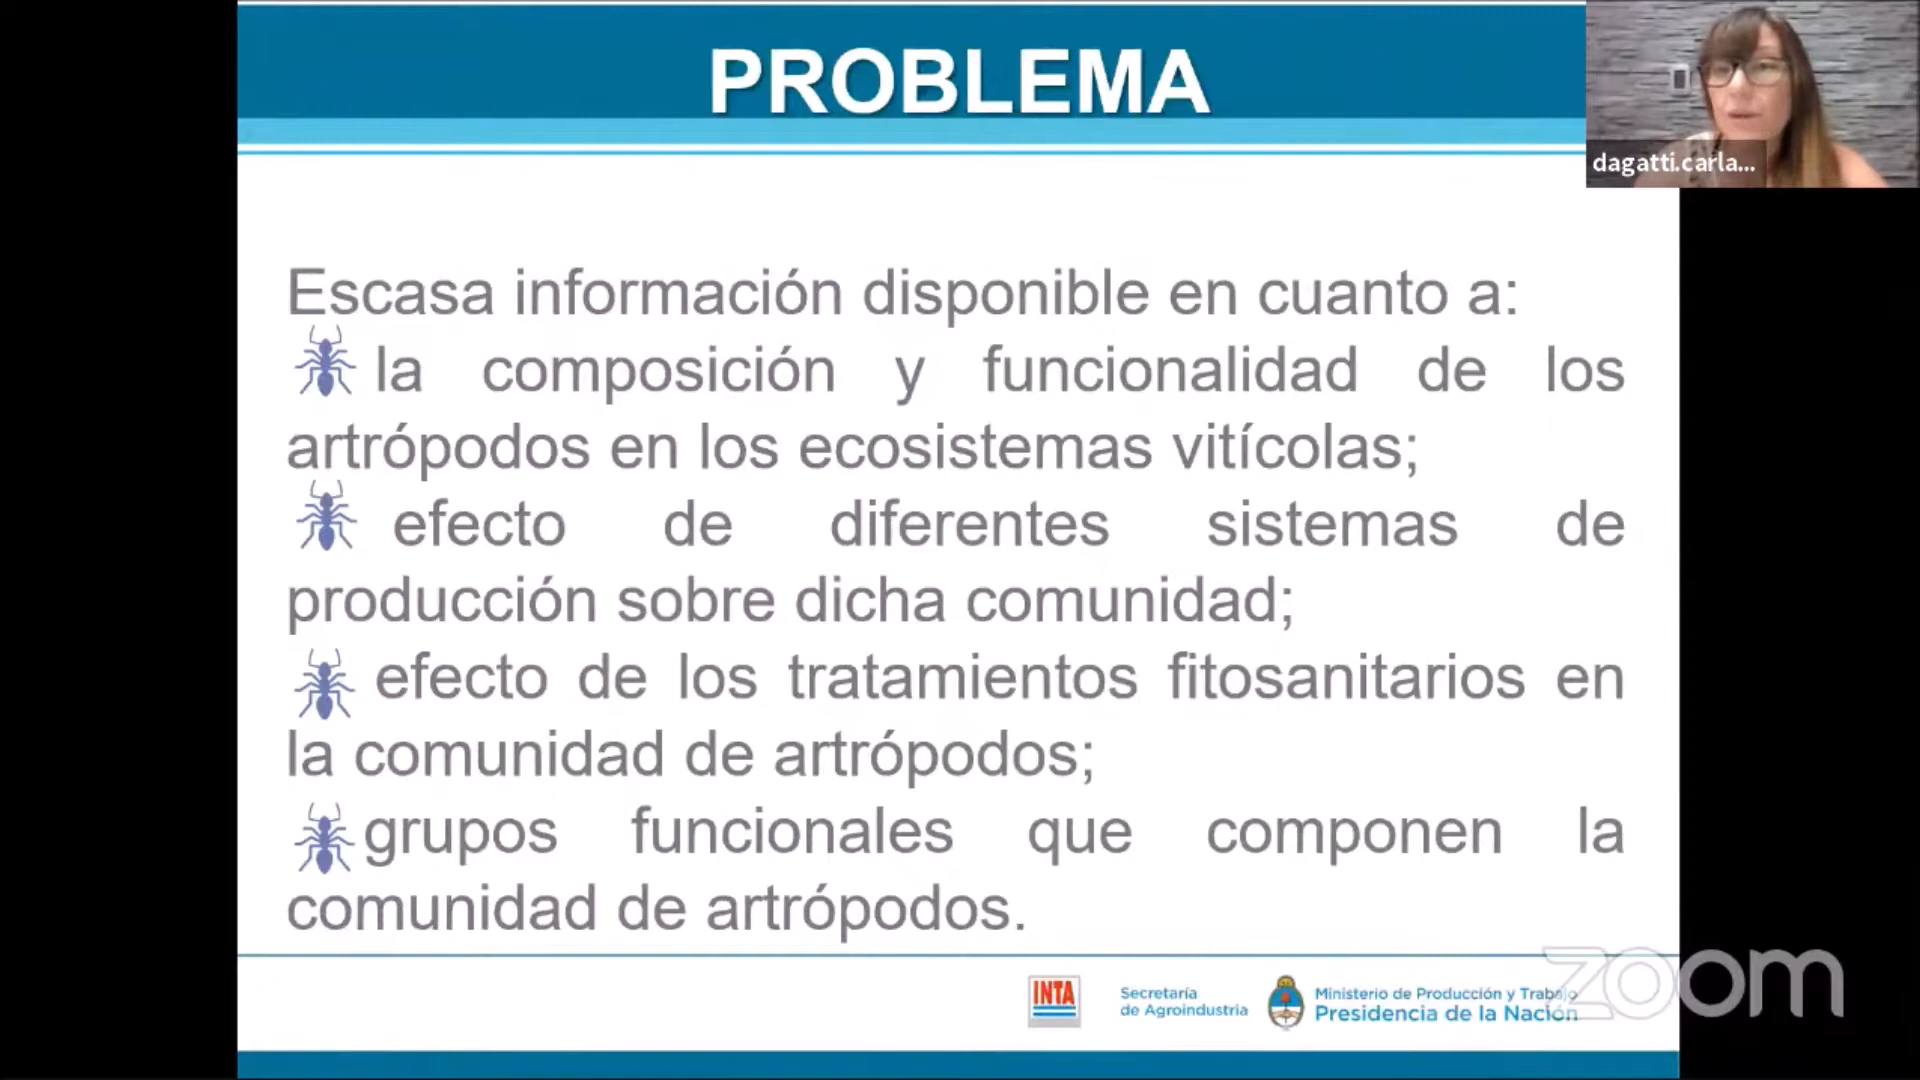 PROBLEMA
dagatti.carla...
Escasa información disponible en cuanto a:
la composición y funcionalidad de los
artrópodos en los ecosistemas vitícolas;
efecto de diferentes sistemas de
producción sobre dicha comunidad;
efecto de los tratamientos fitosanitarios en
la comunidad de artrópodos;
grupos funcionales que componen la
comunidad de artrópodos.
INTA
Secretaría
de Agroindustria
Ministerio de Producción y Trabajo
Presidencia de la Nación
zoom